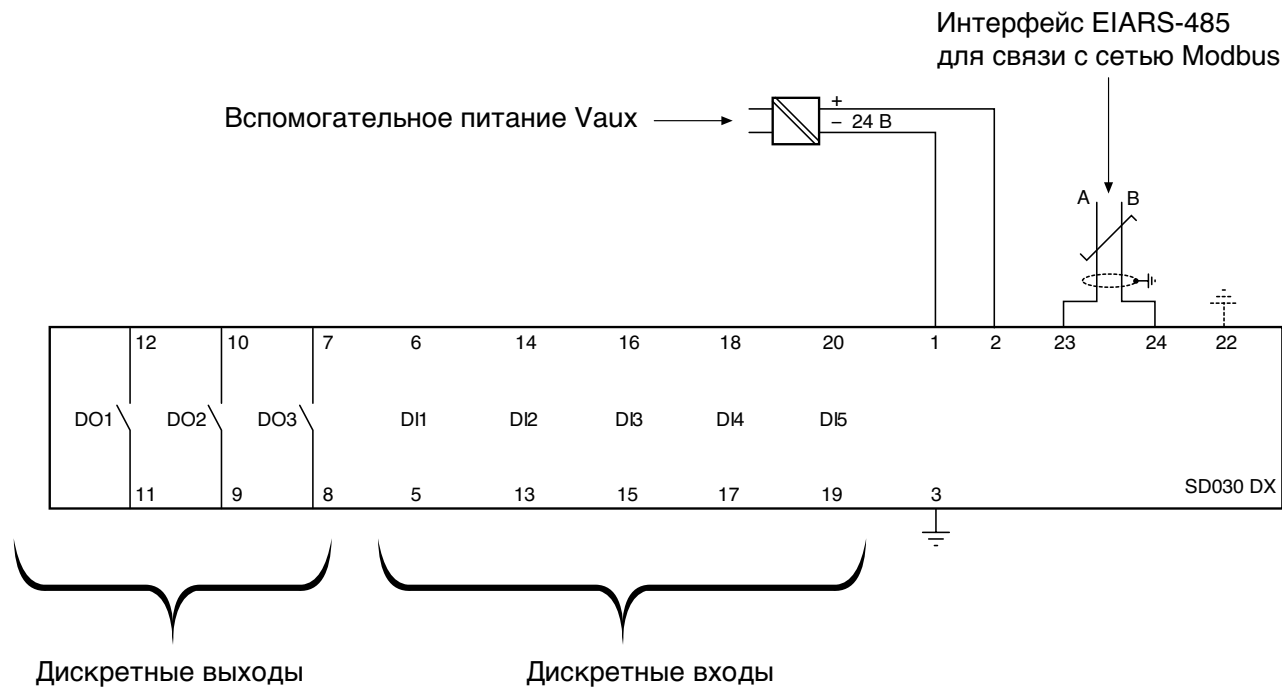 Интерфейс EIARS-485
для связи с сетью Modbus
Вспомогательное питание Vaux
+
– 24 В
A B
12 10 7 6 14 16 18 20 1 2 23 24 22
DO1 DO2 DO3 DI1 DI2 DI3 DI4 DI5
11 9 8 5 13 15 17 19 3
SD030 DX
Дискретные выходы
Дискретные входы